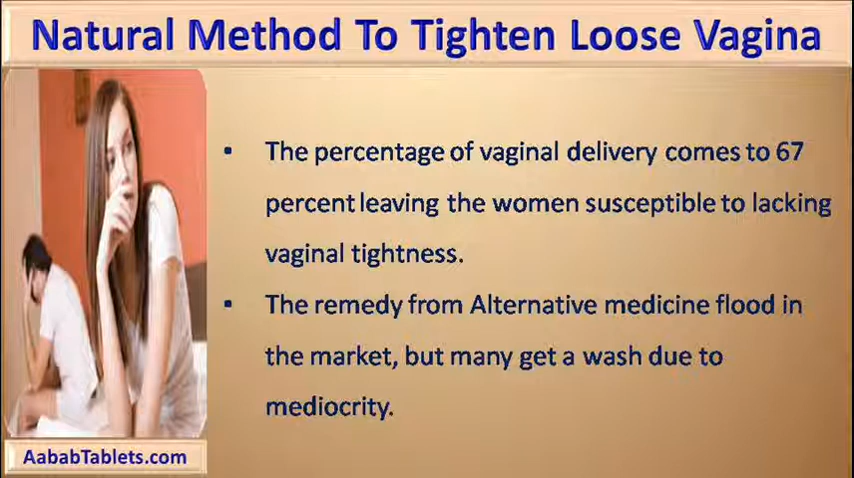 Natural Method To Tighten Loose Vagina
▪ The percentage of vaginal delivery comes to 67
percent leaving the women susceptible to lacking
vaginal tightness.
▪ The remedy from Alternative medicine flood in
the market, but many get a wash due to
mediocrity.
AababTablets.com